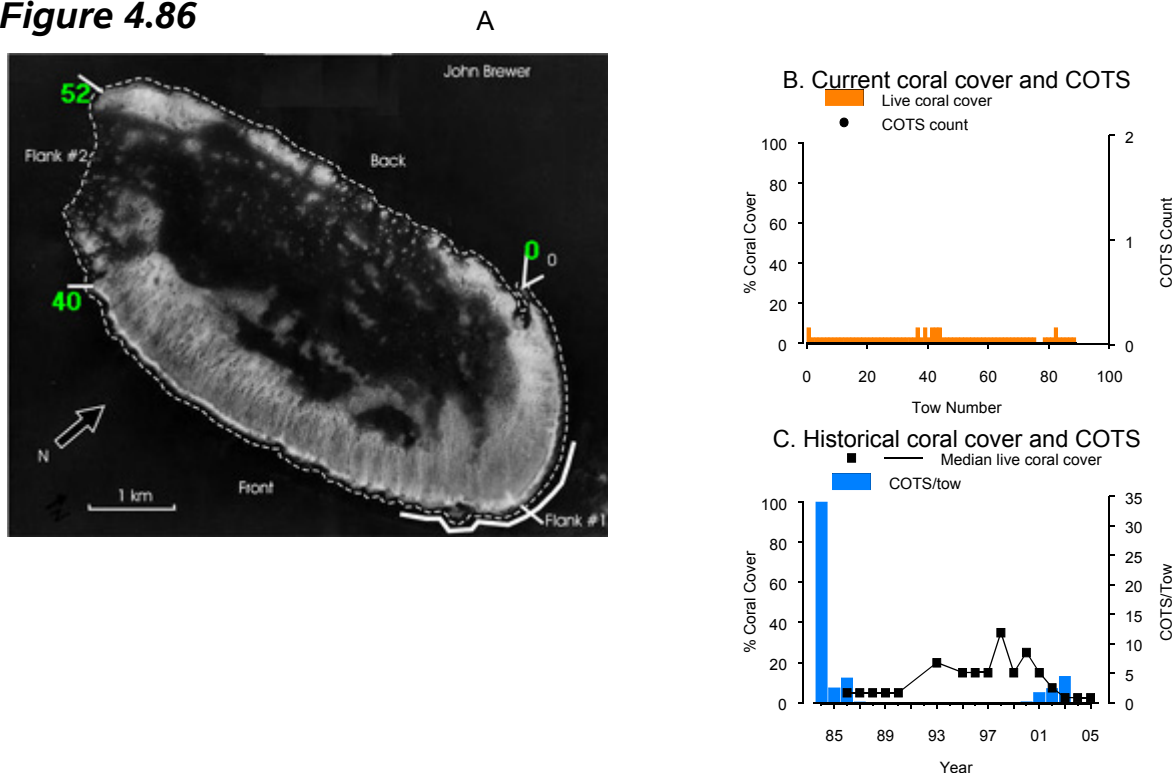 Figure 4.86
A
John Brewer
52
Flank #2
Back
0
0
40
N
1 km
Front
Flank #1
B. Current coral cover and COTS
Live coral cover
COTS count
100
80
60
40
20
0
% Coral Cover
2
1
0
COTS Count
0 20 40 60 80 100
Tow Number
C. Historical coral cover and COTS
Median live coral cover
COTS/tow
100
80
60
40
20
0
% Coral Cover
35
30
25
20
15
10
5
0
COTS/Tow
85 89 93 97 01 05
Year